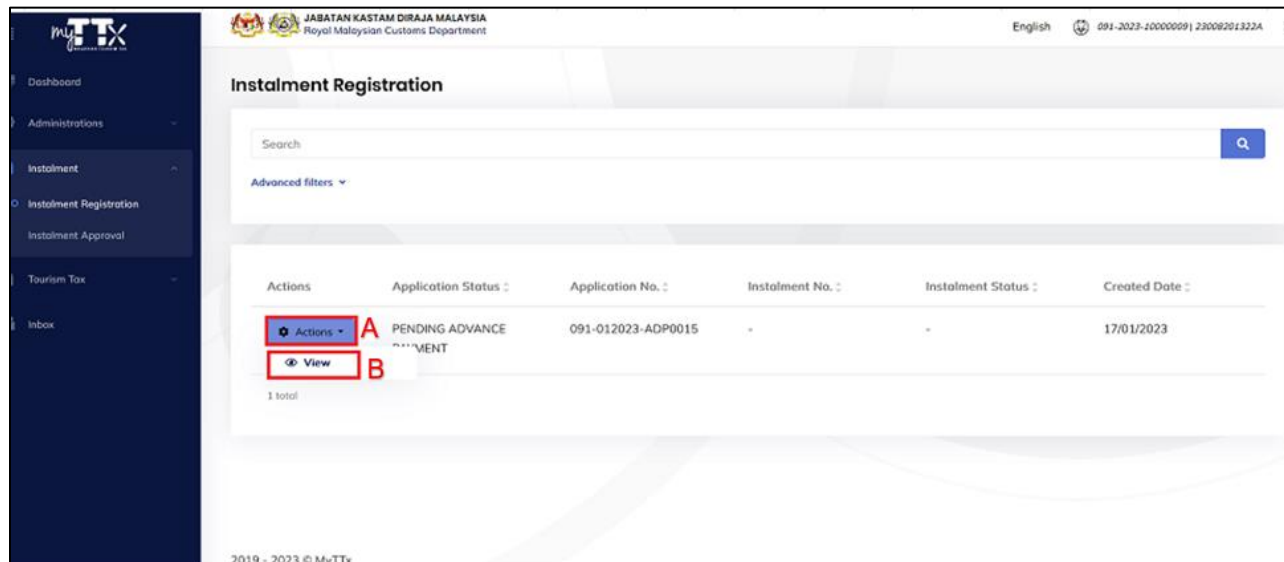 myTTx
JABATAN KASTAM DIRAJA MALAYSIA
Royal Malaysian Customs Department
English
091-2023-10000009| 23008201322A
Dashboard
Administrations
Instalment
Instalment Registration
Instalment Approval
Tourism Tax
Inbox
Instalment Registration
Search
Advanced filters
Actions Application Status Application No. Instalment No. Instalment Status Created Date
Actions A PENDING ADVANCE 091-012023-ADP0015 - - 17/01/2023
PAYMENT
View B
1 total
2019 - 2023 © MyTTx